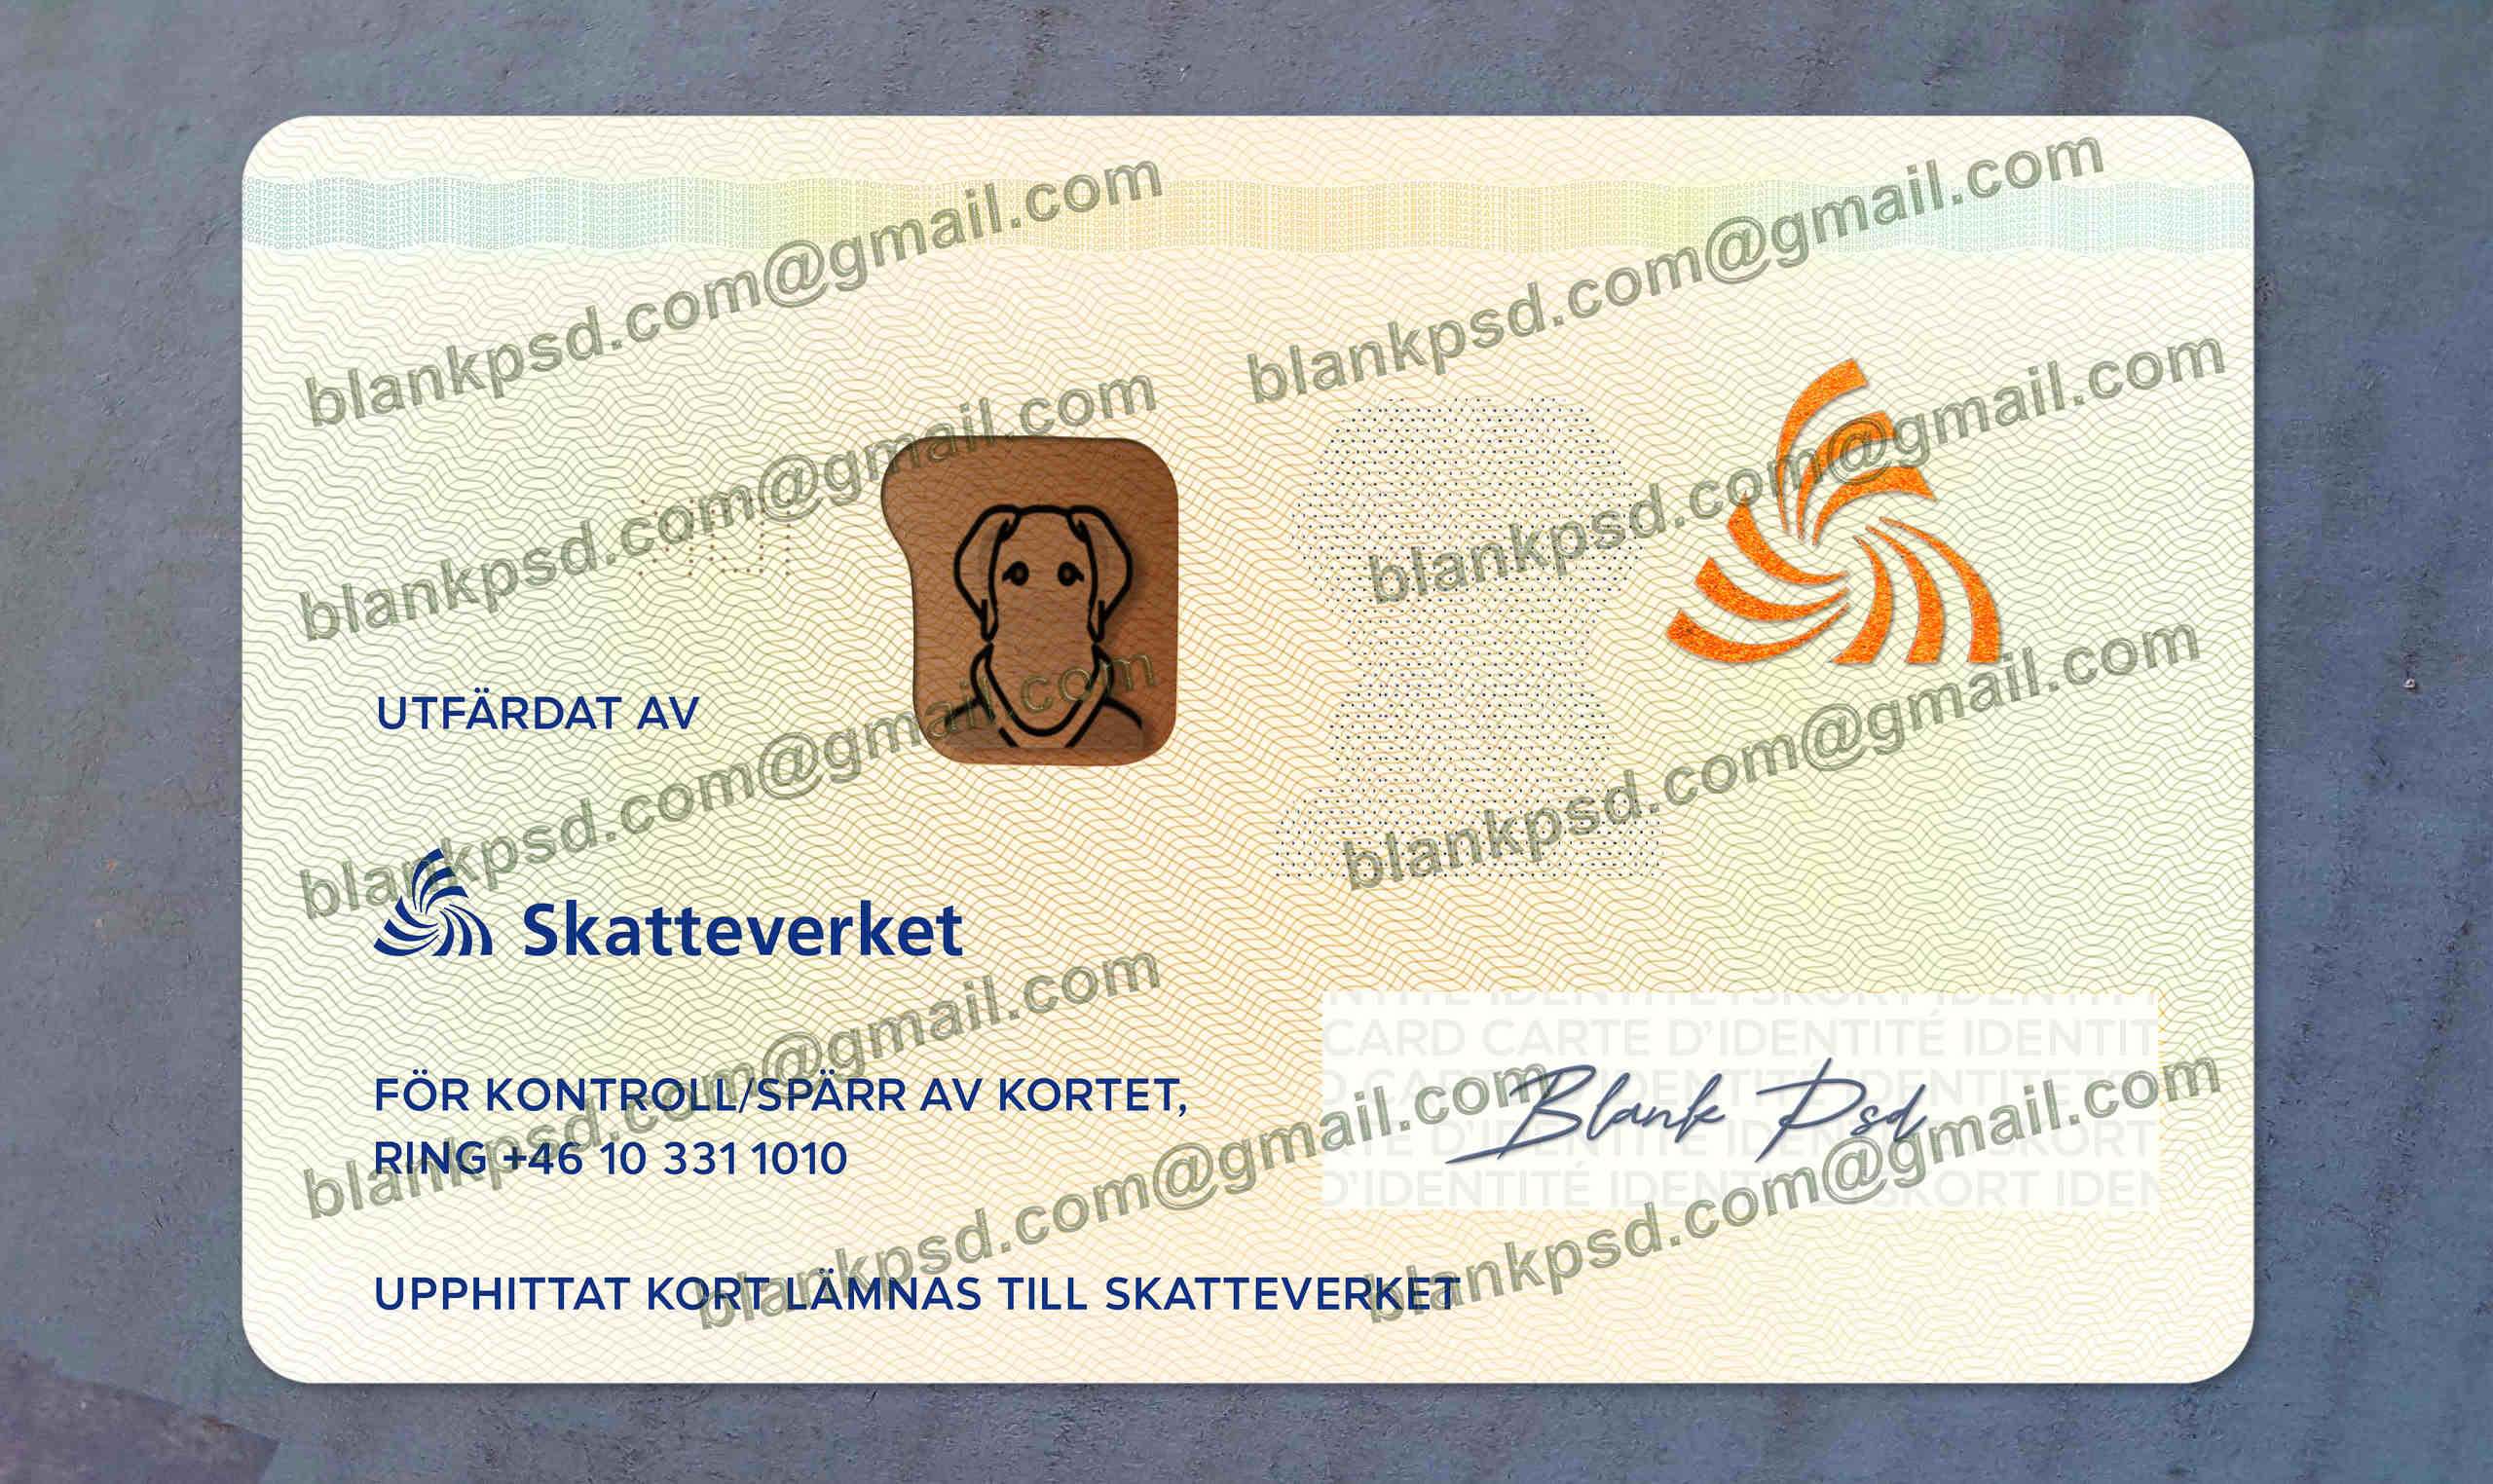 blankpsd.com@gmail.com
blankpsd.com@gmail.com
blankpsd.com@gmail.com
blankpsd.com@gmail.com
UTFÄRDAT AV
blankpsd.com@gmail.com
blankpsd.com@gmail.com
Skatteverket
CARD CARTE D'IDENTITÉ IDENTIT
Blank Psd
FÖR KONTROLL/SPÄRR AV KORTET,
RING +46 10 331 1010
blankpsd.com@gmail.com
blankpsd.com@gmail.com
blankpsd.com@gmail.com
D'IDENTITÉ IDENTITETSKORT IDEN
UPPHITTAT KORT LÄMNAS TILL SKATTEVERKET